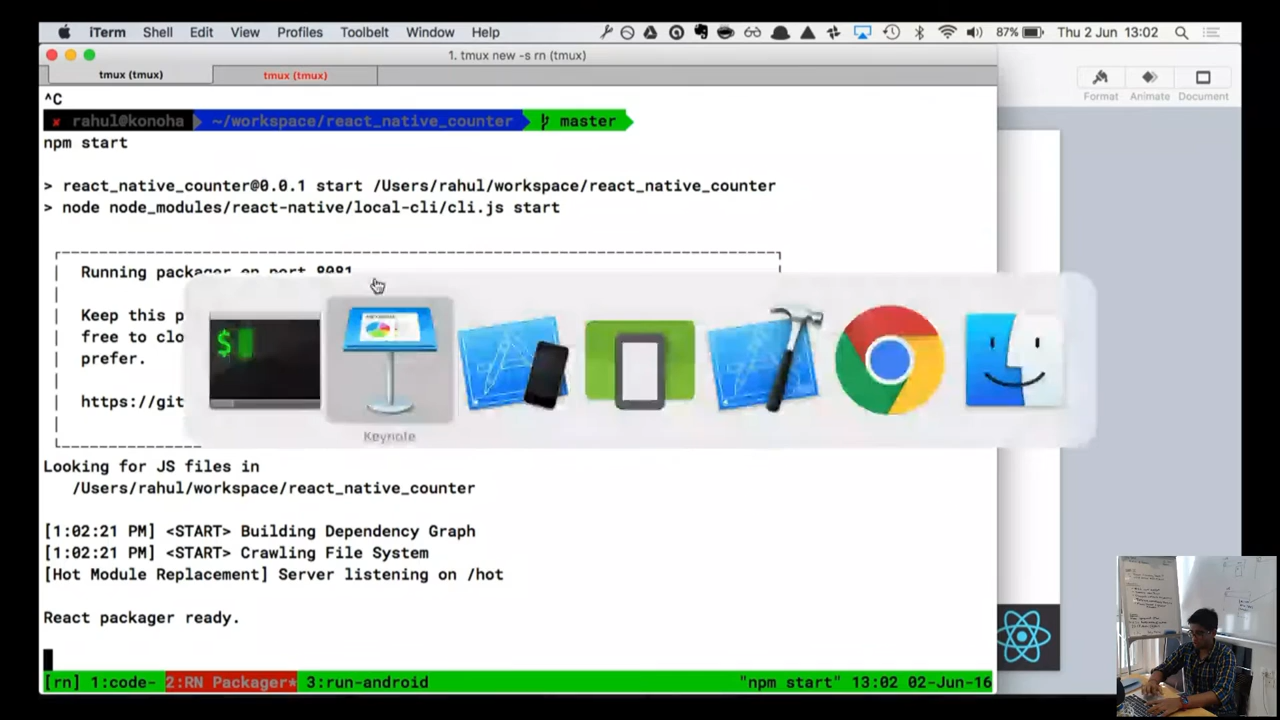 iTerm Shell Edit View Profiles Toolbelt Window Help 87% Thu 2 Jun 13:02
1. tmux new -s rn (tmux)
tmux (tmux) tmux (tmux)
Format Animate Document
^C
rahul@konoha ~/workspace/react_native_counter master
npm start
> react_native_counter@0.0.1 start /Users/rahul/workspace/react_native_counter
> node node_modules/react-native/local-cli/cli.js start
Running packager on port 8081
Keep this p
free to clo
prefer.
https://git
$
Keynote
Looking for JS files in
/Users/rahul/workspace/react_native_counter
[1:02:21 PM] <START> Building Dependency Graph
[1:02:21 PM] <START> Crawling File System
[Hot Module Replacement] Server listening on /hot
React packager ready.
[rn] 1:code- 2:RN Packager* 3:run-android "npm start" 13:02 02-Jun-16